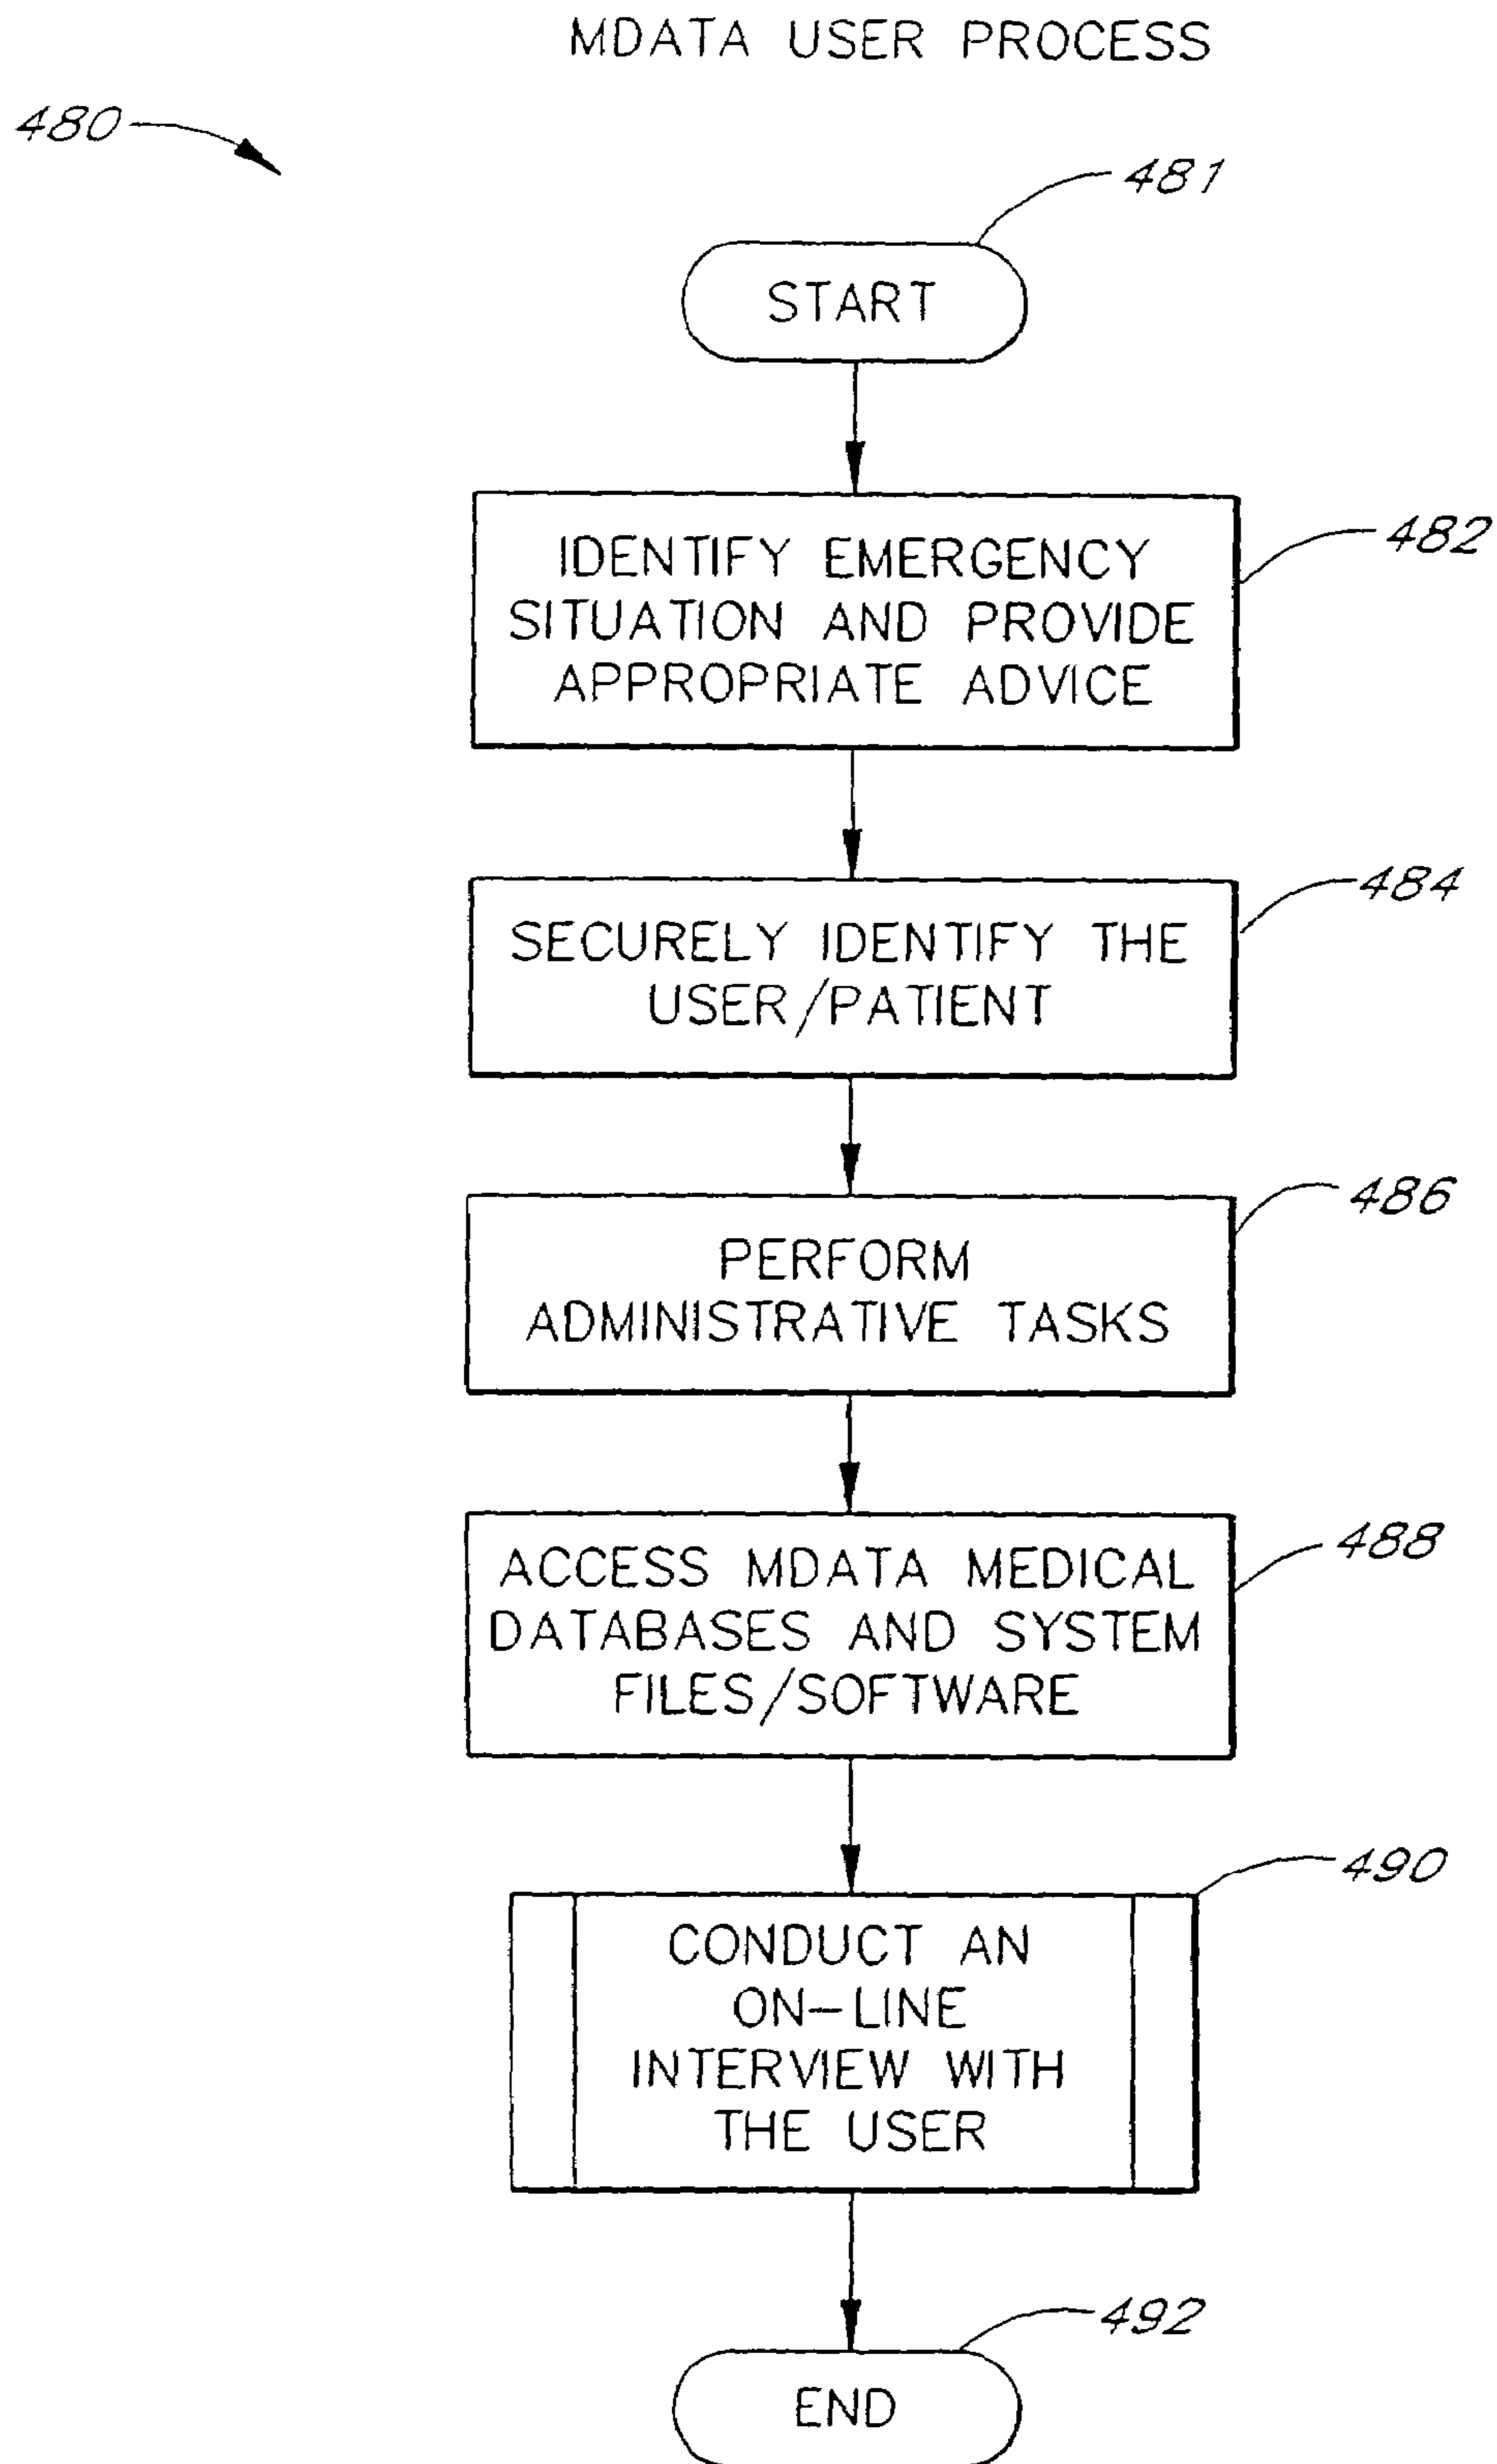 MDATA USER PROCESS
480
481
START
482
IDENTIFY EMERGENCY
SITUATION AND PROVIDE
APPROPRIATE ADVICE
484
SECURELY IDENTIFY THE
USER/PATIENT
486
PERFORM
ADMINISTRATIVE TASKS
488
ACCESS MDATA MEDICAL
DATABASES AND SYSTEM
FILES/SOFTWARE
490
CONDUCT AN
ON-LINE
INTERVIEW WITH
THE USER
492
END